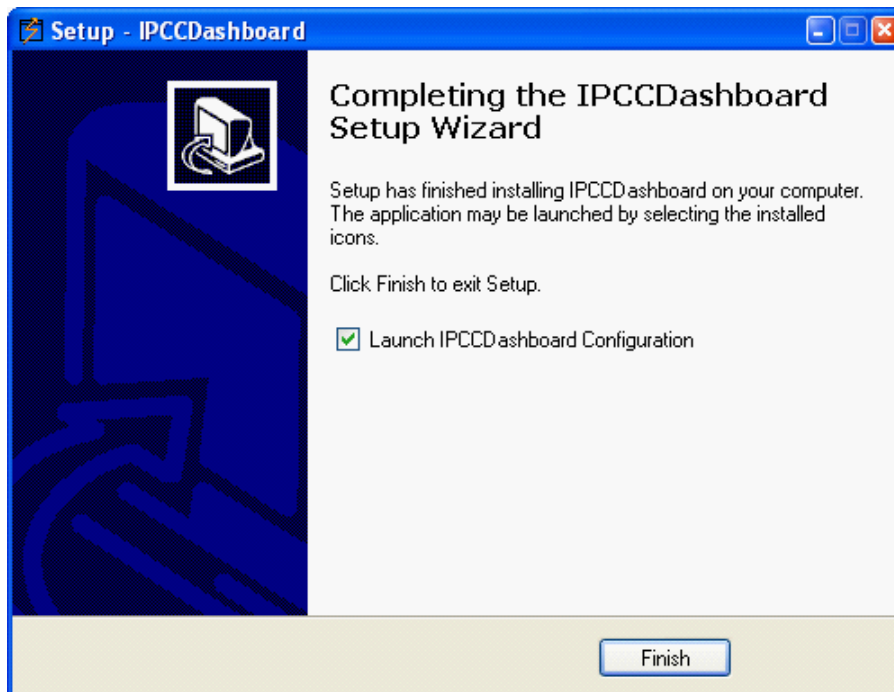 Setup - IPCCDashboard
Completing the IPCCDashboard
Setup Wizard
Setup has finished installing IPCCDashboard on your computer.
The application may be launched by selecting the installed
icons.
Click Finish to exit Setup.
Launch IPCCDashboard Configuration
Finish